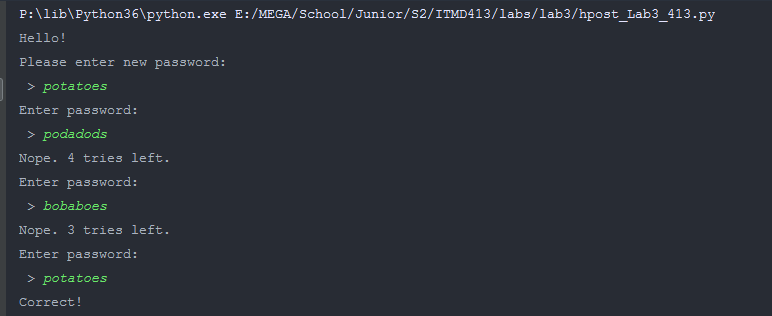 P:\lib\Python36\python.exe E:/MEGA/School/Junior/S2/ITMD413/labs/lab3/hpost_Lab3_413.py
Hello!
Please enter new password:
> potatoes
Enter password:
> podadods
Nope. 4 tries left.
Enter password:
> bobaboes
Nope. 3 tries left.
Enter password:
> potatoes
Correct!